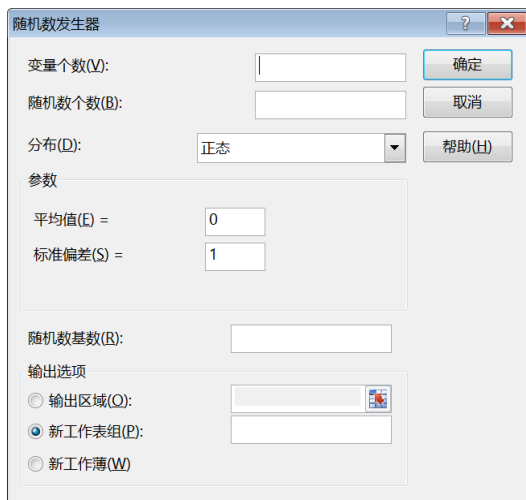 随机数发生器
变量个数(V):
确定
随机数个数(B):
取消
分布(D):
正态
帮助(H)
参数
平均值(E) =
0
标准偏差(S) =
1
随机数基数(R):
输出选项
输出区域(O):
新工作表组(P):
新工作薄(W)